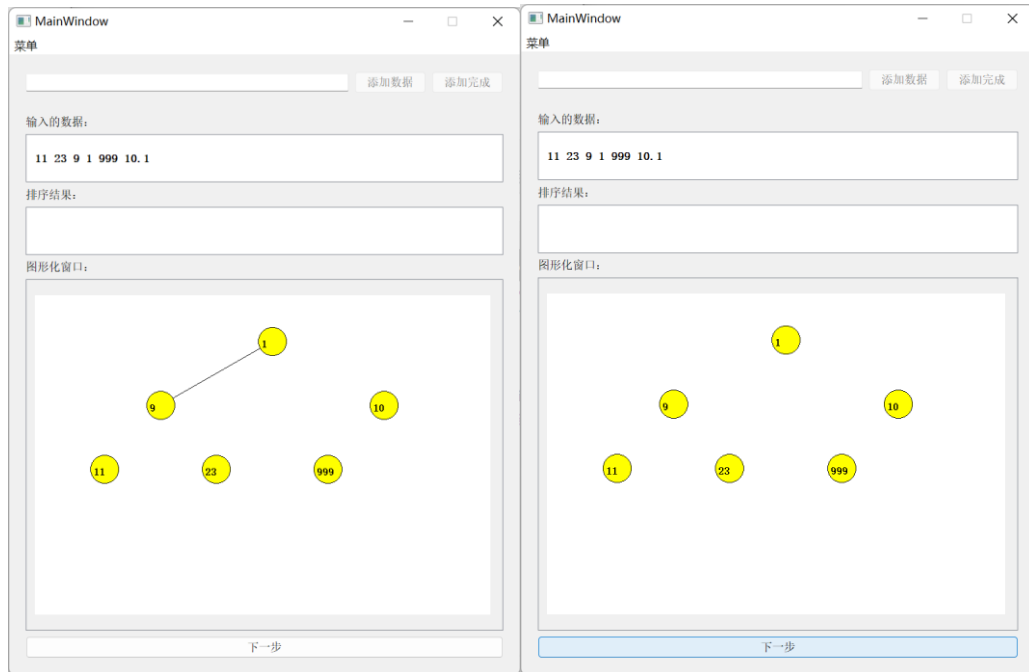 MainWindow
菜单
添加数据 添加完成
输入的数据：
11 23 9 1 999 10.1
排序结果：
图形化窗口：
1
9 10
11 23 999
下一步
MainWindow
菜单
添加数据 添加完成
输入的数据：
11 23 9 1 999 10.1
排序结果：
图形化窗口：
1
9 10
11 23 999
下一步